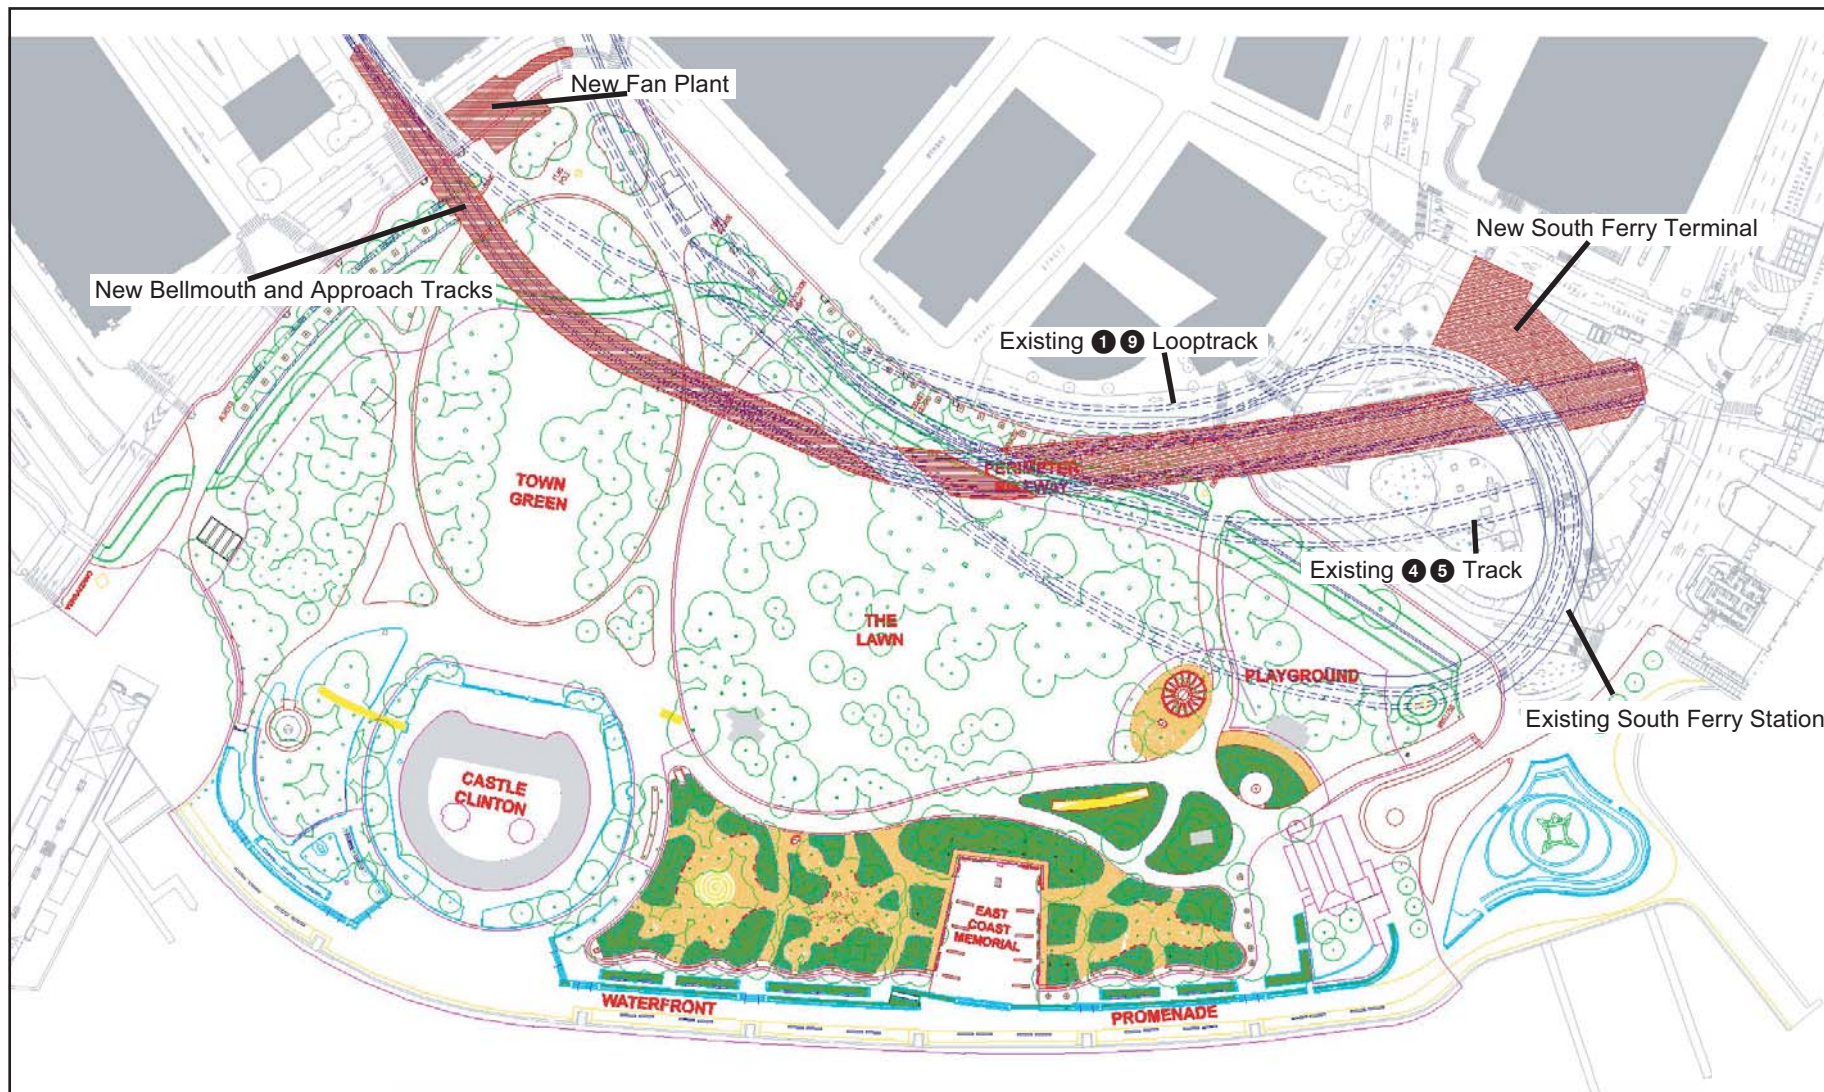 New Fan Plant
New South Ferry Terminal
New Bellmouth and Approach Tracks
Existing 1 9 Looptrack
TOWN
GREEN
PERIMETER
Existing 4 5 Track
THE
LAWN
PLAYGROUND
Existing South Ferry Station
CASTLE
CLINTON
EAST
COAST
MEMORIAL
WATERFRONT
PROMENADE